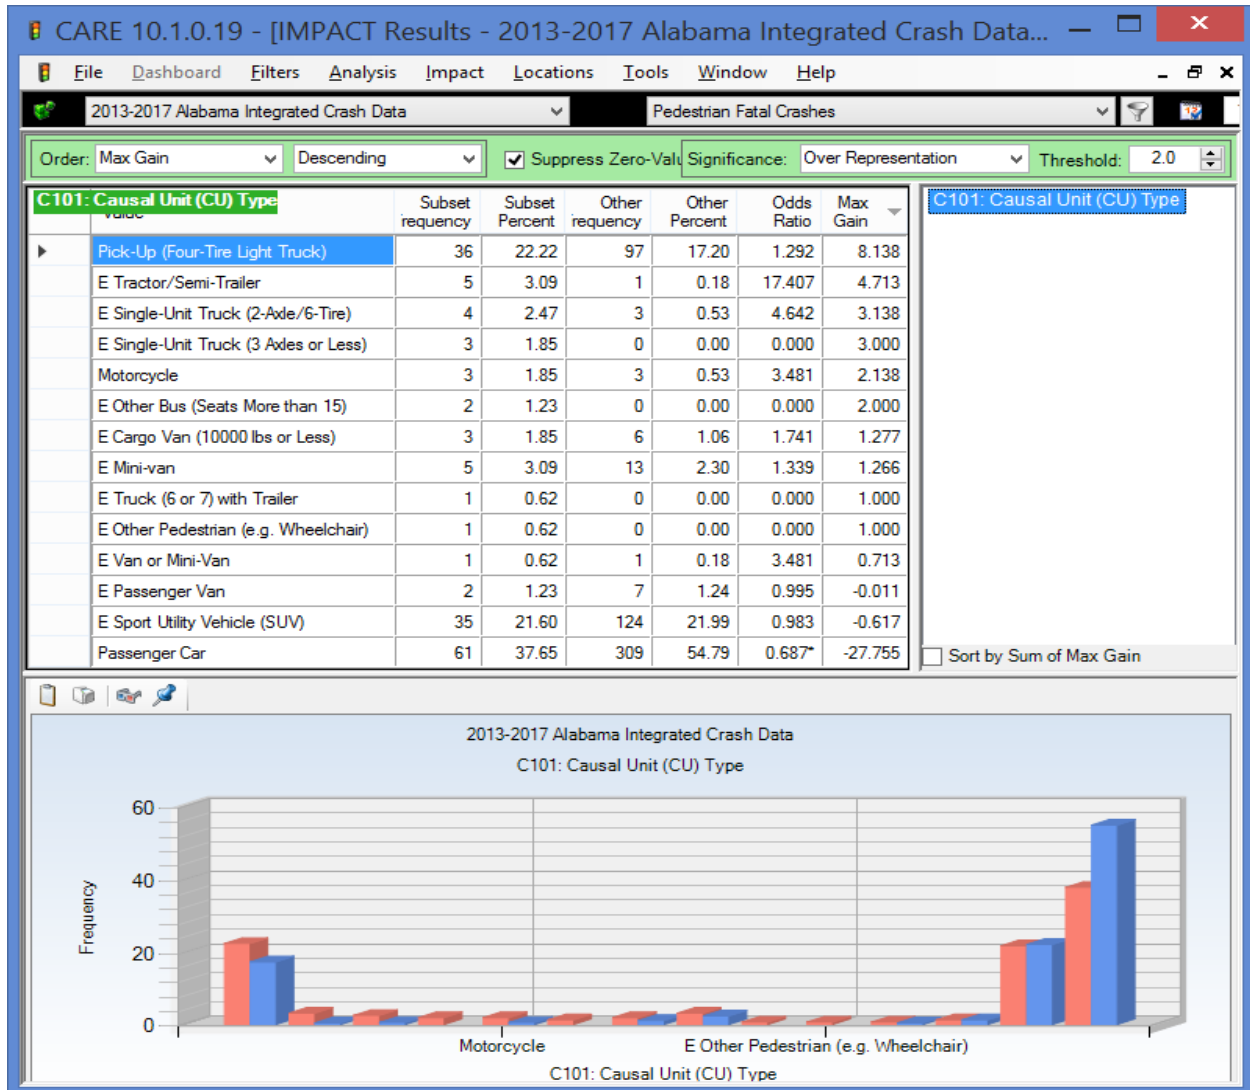 CARE 10.1.0.19 - [IMPACT Results - 2013-2017 Alabama Integrated Crash Data...
File Dashboard Filters Analysis Impact Locations Tools Window Help
2013-2017 Alabama Integrated Crash Data Pedestrian Fatal Crashes
Order: Max Gain Descending Suppress Zero-Valu Significance: Over Representation Threshold: 2.0
C101: Causal Unit (CU) Type Subset Subset Other Other Odds Max C101: Causal Unit (CU) Type
requency Percent requency Percent Ratio Gain
Pick-Up (Four-Tire Light Truck) 36 22.22 97 17.20 1.292 8.138
E Tractor/Semi-Trailer 5 3.09 1 0.18 17.407 4.713
E Single-Unit Truck (2-Axle/6-Tire) 4 2.47 3 0.53 4.642 3.138
E Single-Unit Truck (3 Axles or Less) 3 1.85 0 0.00 0.000 3.000
Motorcycle 3 1.85 3 0.53 3.481 2.138
E Other Bus (Seats More than 15) 2 1.23 0 0.00 0.000 2.000
E Cargo Van (10000 lbs or Less) 3 1.85 6 1.06 1.741 1.277
E Mini-van 5 3.09 13 2.30 1.339 1.266
E Truck (6 or 7) with Trailer 1 0.62 0 0.00 0.000 1.000
E Other Pedestrian (e.g. Wheelchair) 1 0.62 0 0.00 0.000 1.000
E Van or Mini-Van 1 0.62 1 0.18 3.481 0.713
E Passenger Van 2 1.23 7 1.24 0.995 -0.011
E Sport Utility Vehicle (SUV) 35 21.60 124 21.99 0.983 -0.617
Passenger Car 61 37.65 309 54.79 0.687* -27.755
Sort by Sum of Max Gain
2013-2017 Alabama Integrated Crash Data
C101: Causal Unit (CU) Type
60
40
Frequency
20
0
Motorcycle E Other Pedestrian (e.g. Wheelchair)
C101: Causal Unit (CU) Type